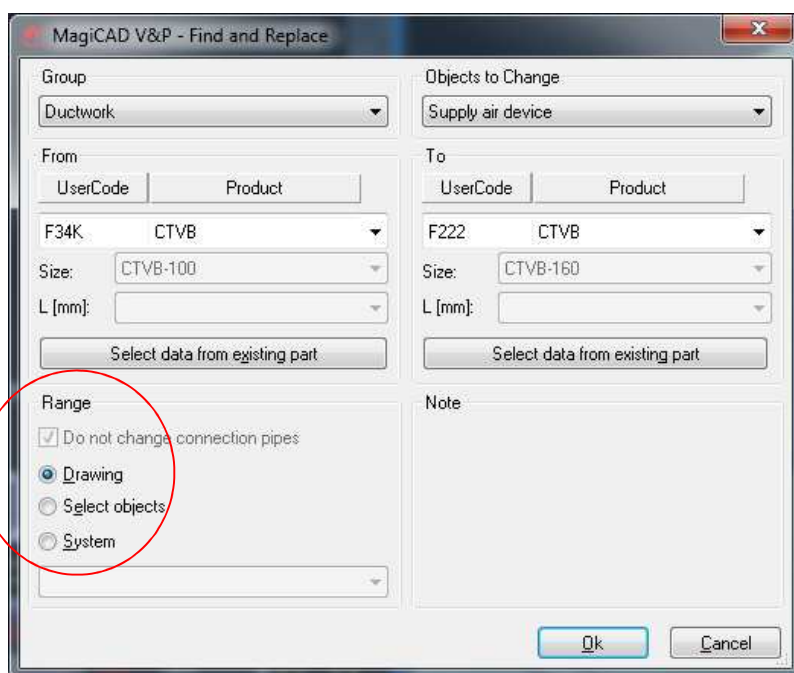 MagiCAD V&P - Find and Replace
Group
Ductwork
Objects to Change
Supply air device
From
UserCode Product
F34K CTVB
Size: CTVB-100
L [mm]:
Select data from existing part
To
UserCode Product
F222 CTVB
Size: CTVB-160
L [mm]:
Select data from existing part
Range
Do not change connection pipes
Drawing
Select objects
System
Note
Ok Cancel